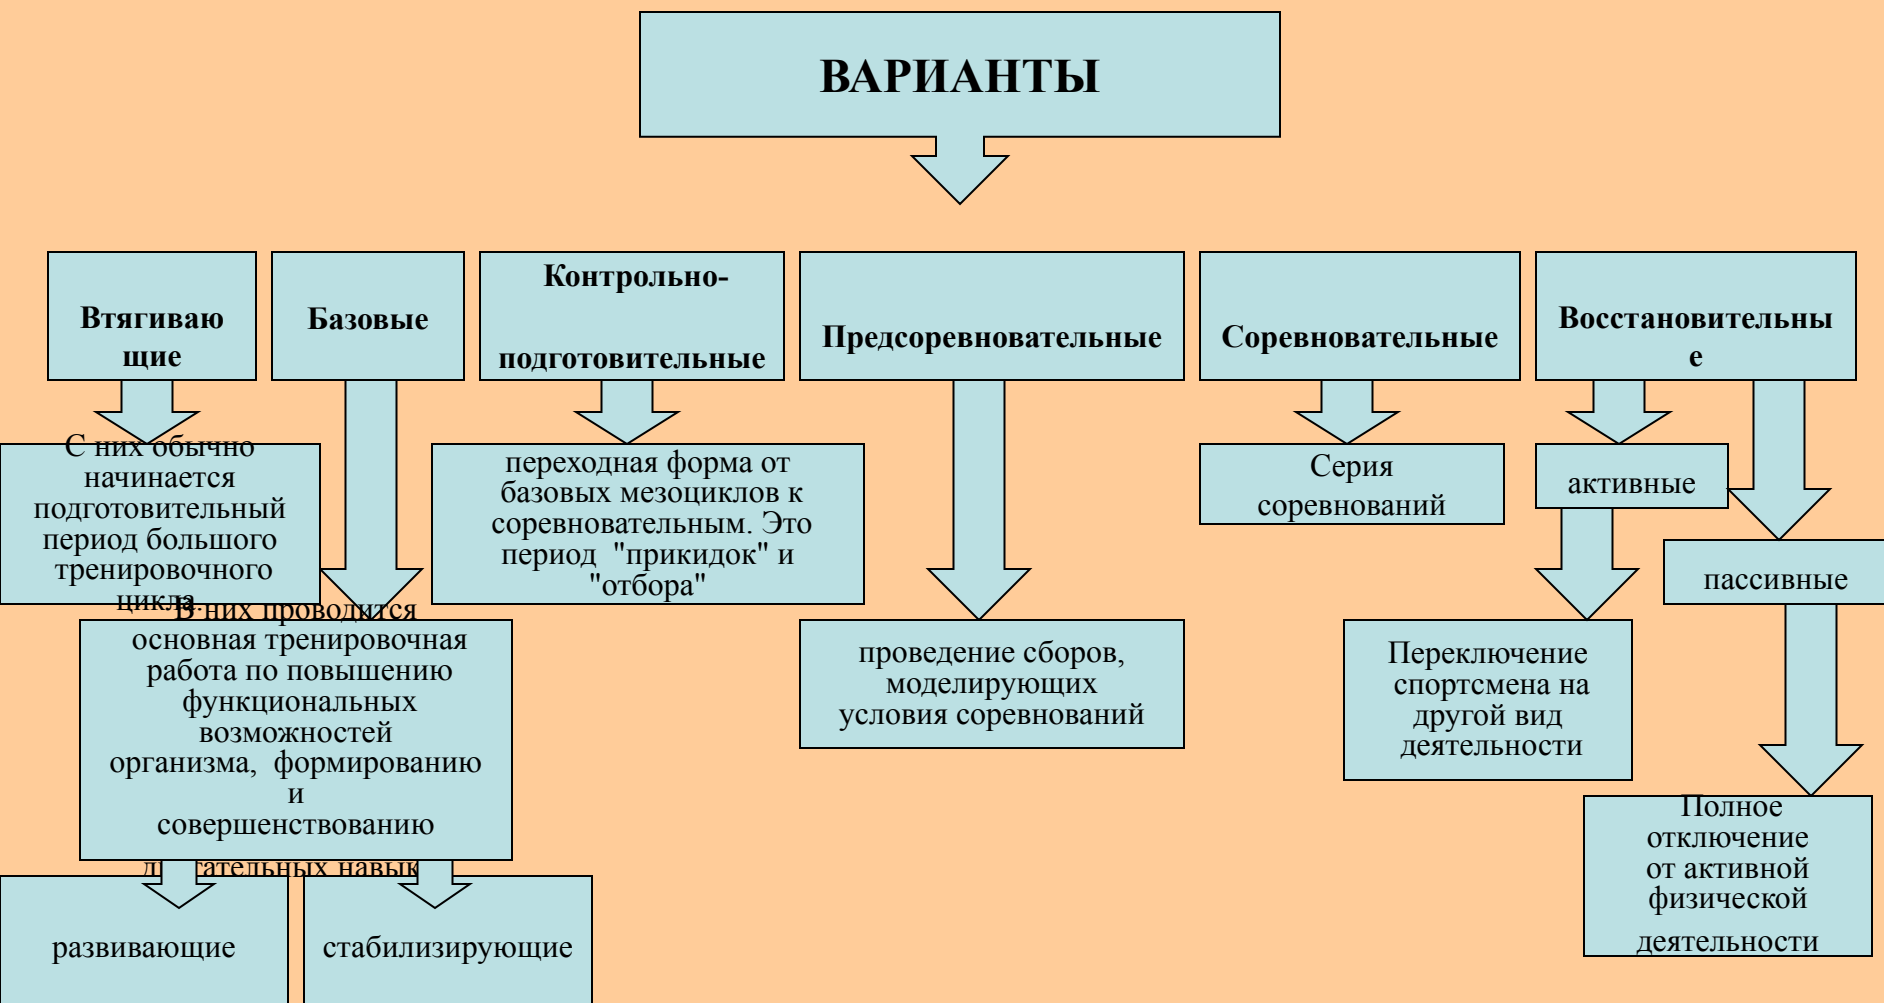 ВАРИАНТЫ
Втягиваю
щие
Базовые
Контрольно-
подготовительные
Предсоревновательные
Соревновательные
Восстановительны
е
С них обычно
начинается
подготовительный
период большого
тренировочного
цикла.
В них проводится
основная тренировочная
работа по повышению
функциональных
возможностей
организма, формированию
и
совершенствованию
развивающие
стабилизирующие
переходная форма от
базовых мезоциклов к
соревновательным. Это
период "прикидок" и
"отбора"
проведение сборов,
моделирующих
условия соревнований
Серия
соревнований
активные
пассивные
Переключение
спортсмена на
другой вид
деятельности
Полное
отключение
от активной
физической
деятельности